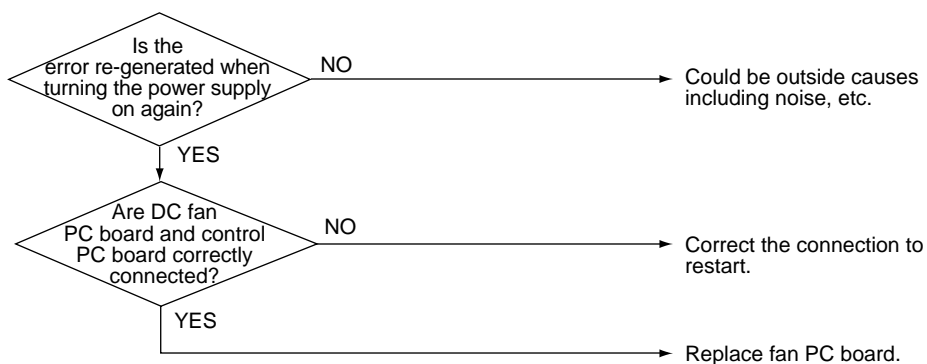 Is the
error re-generated when
turning the power supply
on again?
NO
Could be outside causes
including noise, etc.
YES
Are DC fan
PC board and control
PC board correctly
connected?
NO
Correct the connection to
restart.
YES
Replace fan PC board.